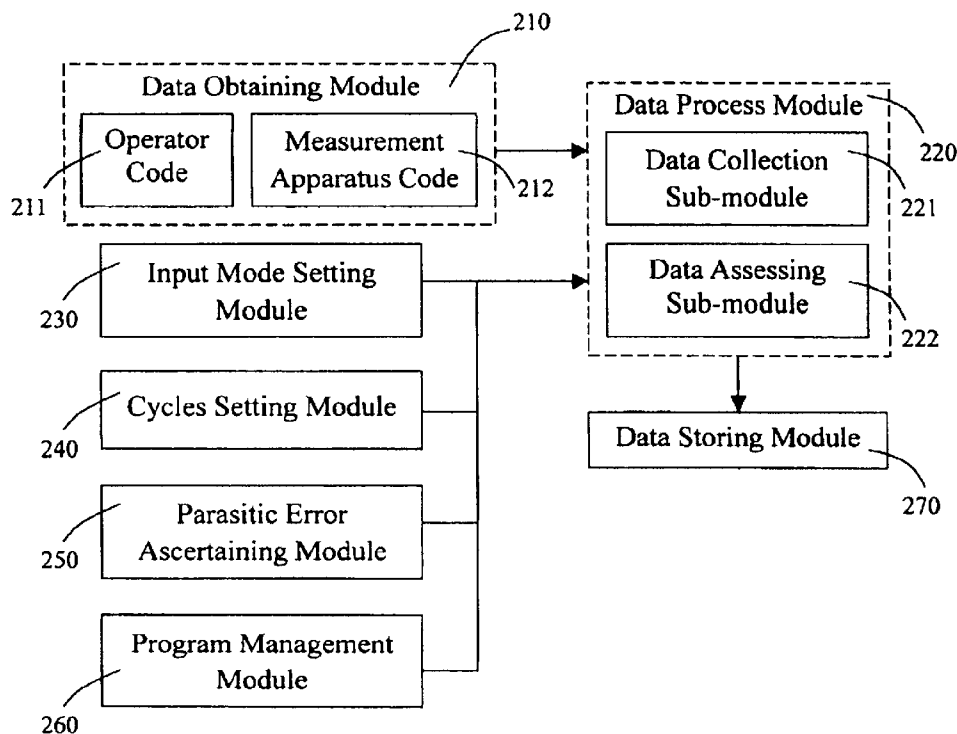 210
Data Obtaining Module
Operator
Code
Measurement
Apparatus Code
211
212
Data Process Module
220
Data Collection
Sub-module
221
Data Assessing
Sub-module
222
Input Mode Setting
Module
230
Cycles Setting Module
240
Data Storing Module
270
Parasitic Error
Ascertaining Module
250
Program Management
Module
260